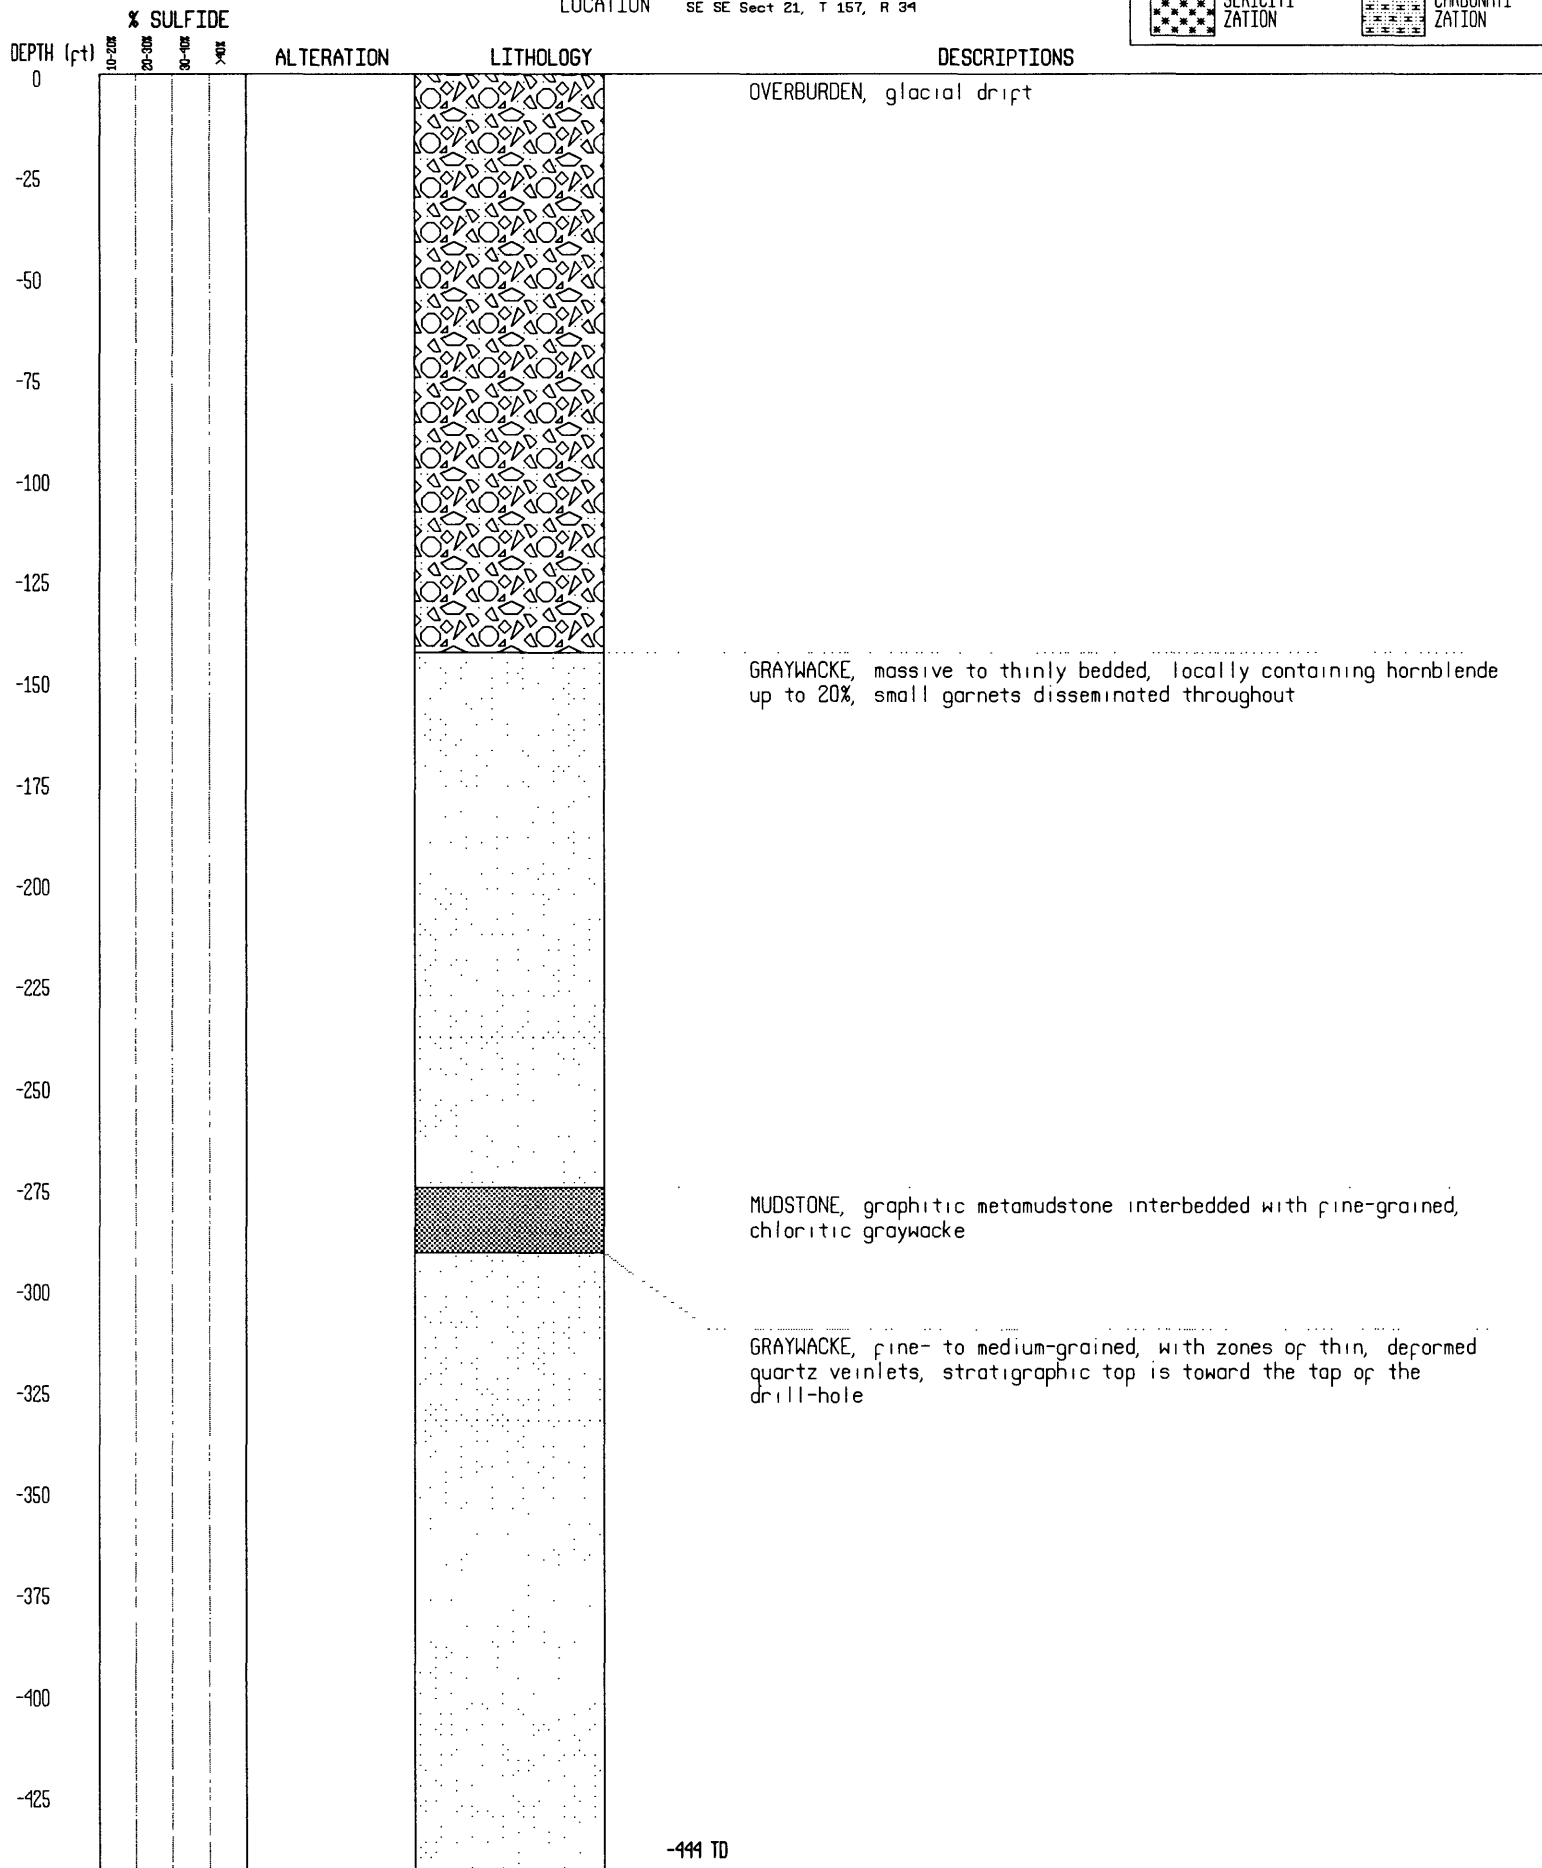 LOCATION SE SE Sect 21, T 157, R 34
ZATION
ZATION
% SULFIDE
DEPTH (ft) 10-20% 20-30% 30-40% >40% ALTERATION LITHOLOGY DESCRIPTIONS
0
OVERBURDEN, glacial drift
-25
-50
-75
-100
-125
-150
GRAYWACKE, massive to thinly bedded, locally containing hornblende
up to 20%, small garnets disseminated throughout
-175
-200
-225
-250
-275
MUDSTONE, graphitic metamudstone interbedded with fine-grained,
chloritic graywacke
-300
GRAYWACKE, fine- to medium-grained, with zones of thin, deformed
quartz veinlets, stratigraphic top is toward the tap of the
drill-hole
-325
-350
-375
-400
-425
-444 TD